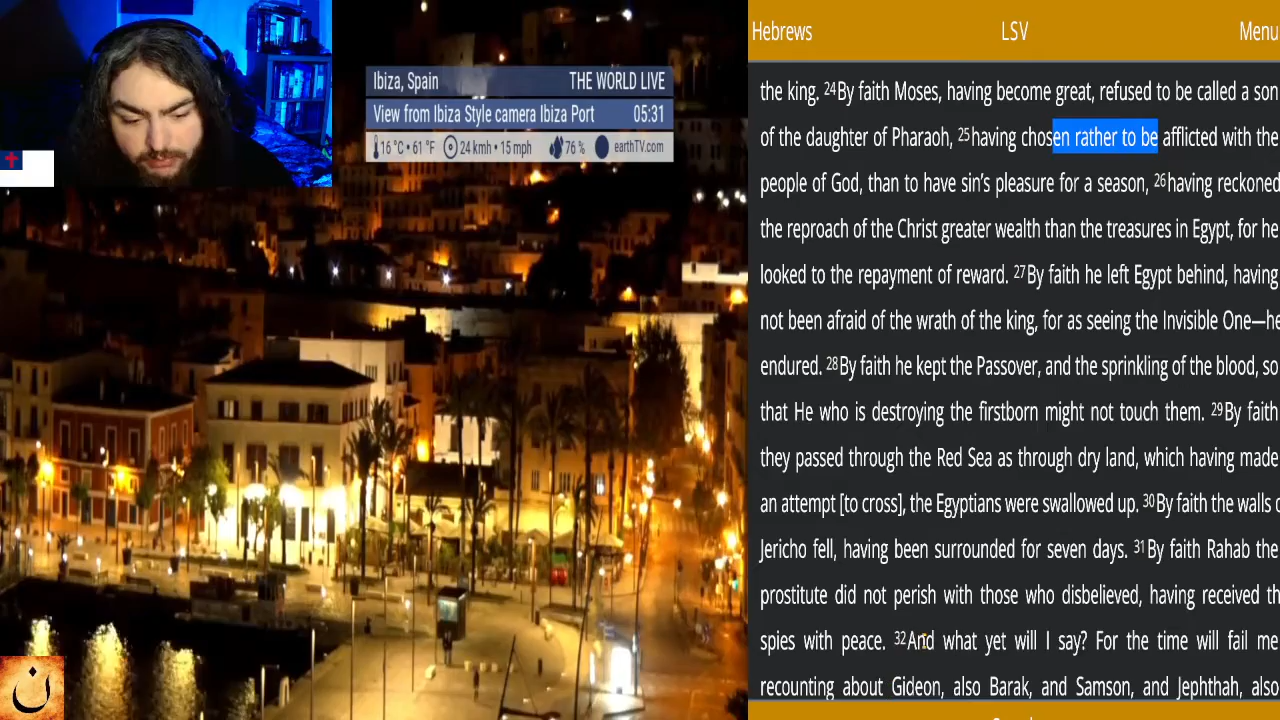 Ibiza, Spain THE WORLD LIVE
View from Ibiza Style camera Ibiza Port 05:31
16 °C • 61 °F 24 kmh • 15 mph 76 % earthTV.com
ن
Hebrews LSV Menu
the king. 24By faith Moses, having become great, refused to be called a son
of the daughter of Pharaoh, 25having chosen rather to be afflicted with the
people of God, than to have sin’s pleasure for a season, 26having reckoned
the reproach of the Christ greater wealth than the treasures in Egypt, for he
looked to the repayment of reward. 27By faith he left Egypt behind, having
not been afraid of the wrath of the king, for as seeing the Invisible One—he
endured. 28By faith he kept the Passover, and the sprinkling of the blood, so
that He who is destroying the firstborn might not touch them. 29By faith
they passed through the Red Sea as through dry land, which having made
an attempt [to cross], the Egyptians were swallowed up. 30By faith the walls
Jericho fell, having been surrounded for seven days. 31By faith Rahab the
prostitute did not perish with those who disbelieved, having received
spies with peace. 32And what yet will I say? For the time will fail me
recounting about Gideon, also Barak, and Samson, and Jephthah, also